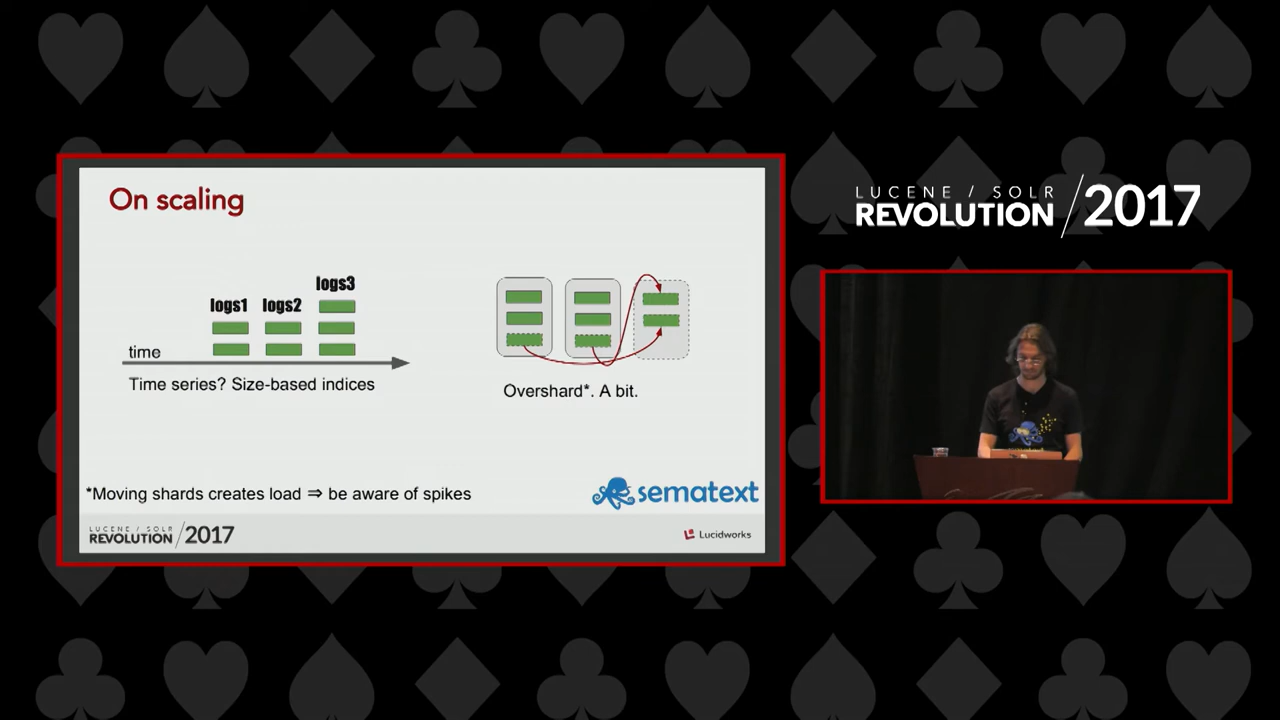 On scaling
logs1
logs2
logs3
time
Time series? Size-based indices
Overshard*. A bit.
*Moving shards creates load ⇒ be aware of spikes
sematext
LUCENE / SOLR
REVOLUTION /2017
Lucidworks
LUCENE / SOLR
REVOLUTION /2017